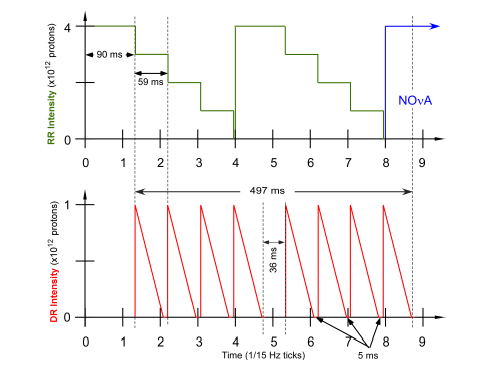 RR Intensity (x10¹² protons)
4
0
90 ms
59 ms
NOνA
0 1 2 3 4 5 6 7 8 9
497 ms
DR Intensity (x10¹² protons)
1
0
36 ms
0 1 2 3 4 5 6 7 8 9
Time (1/15 Hz ticks)
5 ms